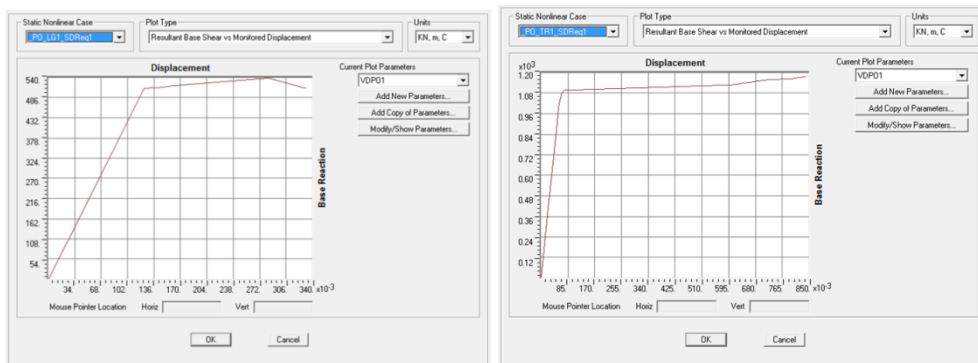 Static Nonlinear Case
_PO_LG1_SDReq1
Plot Type
Resultant Base Shear vs Monitored Displacement
Units
KN, m, C
Displacement
540.
486.
432.
378.
324.
270.
216.
162.
108.
54.
34. 68. 102. 136. 170. 204. 238. 272. 306. 340. x10⁻³
Base Reaction
Current Plot Parameters
VDPO1
Add New Parameters...
Add Copy of Parameters...
Modify/Show Parameters...
Mouse Pointer Location Horiz Vert
OK Cancel
Static Nonlinear Case
_PO_TR1_SDReq1
Plot Type
Resultant Base Shear vs Monitored Displacement
Units
KN, m, C
x10³
Displacement
1.20
1.08
0.96
0.84
0.72
0.60
0.48
0.36
0.24
0.12
85. 170. 255. 340. 425. 510. 595. 680. 765. 850. x10⁻³
Base Reaction
Current Plot Parameters
VDPO1
Add New Parameters...
Add Copy of Parameters...
Modify/Show Parameters...
Mouse Pointer Location Horiz Vert
OK Cancel